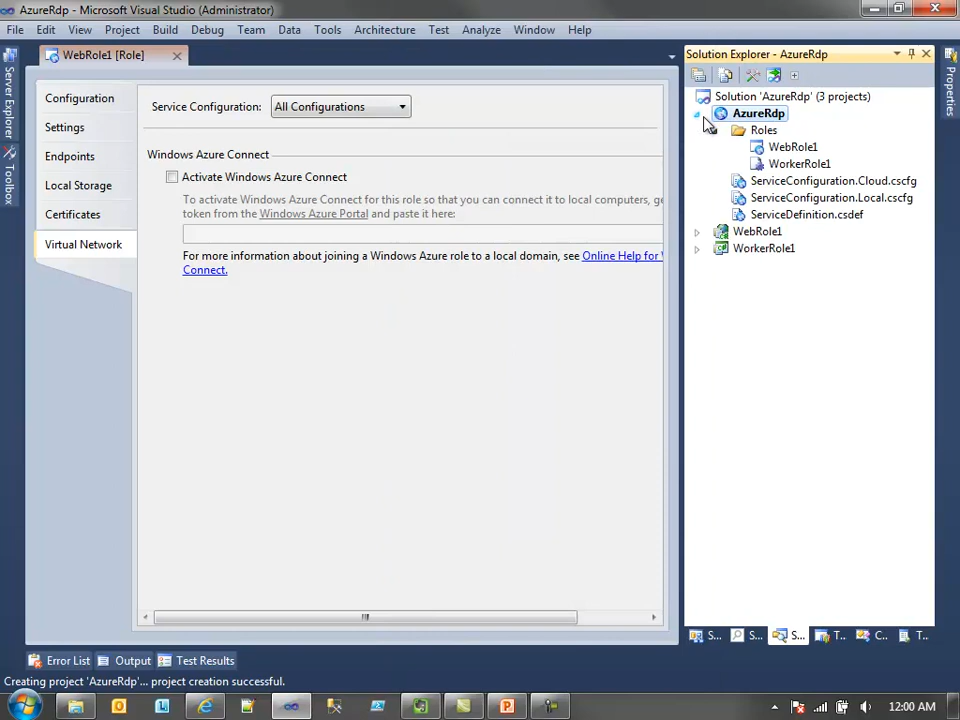 AzureRdp - Microsoft Visual Studio (Administrator)
File Edit View Project Build Debug Team Data Tools Architecture Test Analyze Window Help
Server Explorer
Toolbox
WebRole1 [Role]
Configuration
Settings
Endpoints
Local Storage
Certificates
Virtual Network
Service Configuration: All Configurations
Windows Azure Connect
Activate Windows Azure Connect
To activate Windows Azure Connect for this role so that you can connect it to local computers, ge
token from the Windows Azure Portal and paste it here:
For more information about joining a Windows Azure role to a local domain, see Online Help for W
Connect.
Solution Explorer - AzureRdp
Solution 'AzureRdp' (3 projects)
AzureRdp
Roles
WebRole1
WorkerRole1
ServiceConfiguration.Cloud.cscfg
ServiceConfiguration.Local.cscfg
ServiceDefinition.csdef
WebRole1
WorkerRole1
S... S... S... T... C... T...
Properties
Error List Output Test Results
Creating project 'AzureRdp'... project creation successful.
12:00 AM